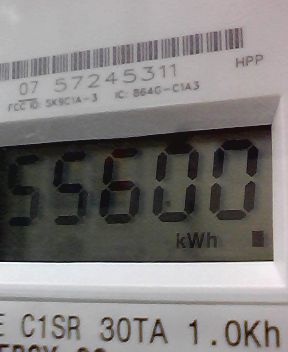 HPP
07 57245311
FCC ID: SK9C1A-3 IC: 864G-C1A3
55600
kWh
C1SR 30TA 1.0Kh